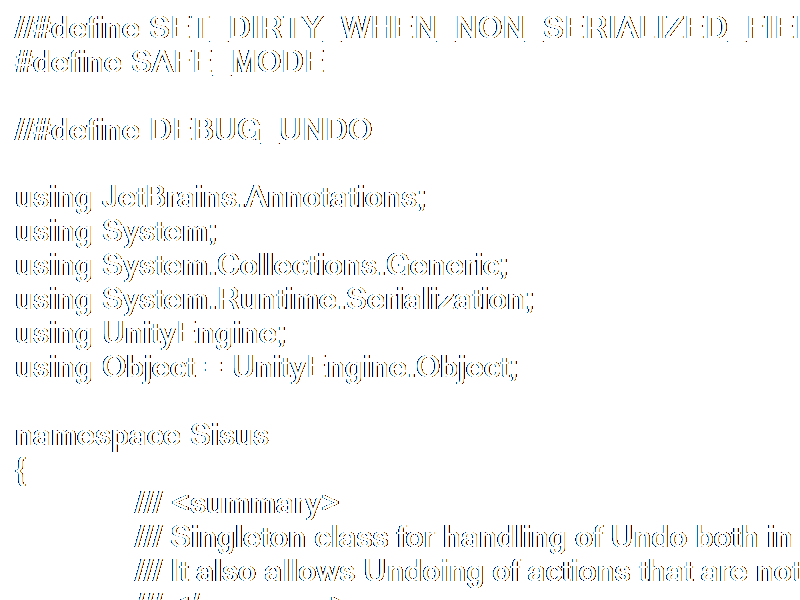 //#define SET_DIRTY_WHEN_NON_SERIALIZED_FIEL
#define SAFE_MODE
//#define DEBUG_UNDO
using JetBrains.Annotations;
using System;
using System.Collections.Generic;
using System.Runtime.Serialization;
using UnityEngine;
using Object = UnityEngine.Object;
namespace Sisus
{
/// <summary>
/// Singleton class for handling of Undo both in
/// It also allows Undoing of actions that are not